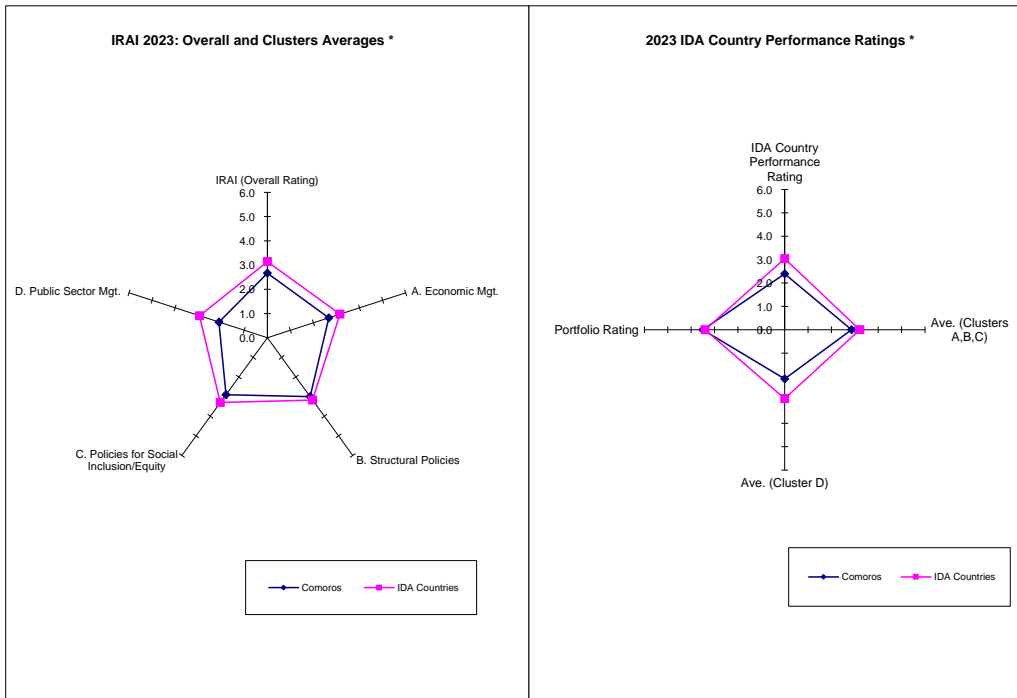 IRAI 2023: Overall and Clusters Averages *
IRAI (Overall Rating)
6.0
5.0
4.0
3.0
2.0
1.0
0.0
A. Economic Mgt.
B. Structural Policies
C. Policies for Social
Inclusion/Equity
D. Public Sector Mgt.
Comoros
IDA Countries
2023 IDA Country Performance Ratings *
IDA Country
Performance
Rating
6.0
5.0
4.0
3.0
2.0
1.0
0.0
Ave. (Clusters
A,B,C)
Ave. (Cluster D)
Portfolio Rating
Comoros
IDA Countries